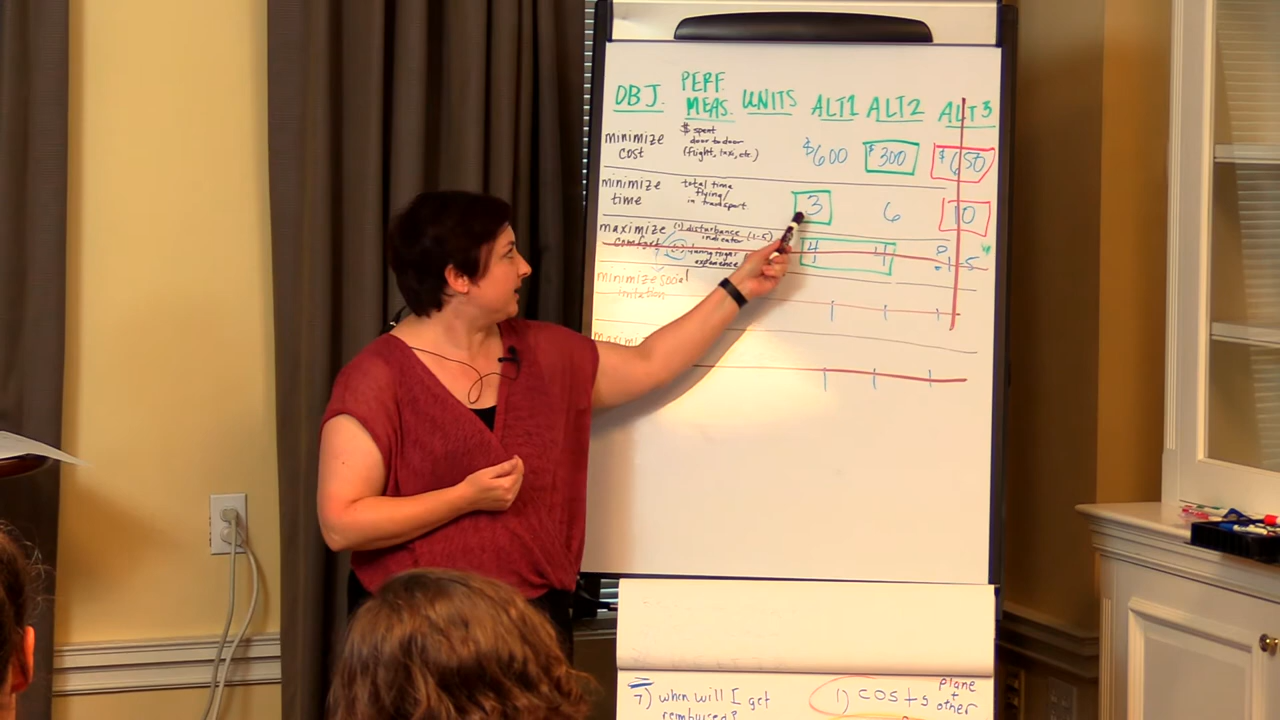 OBJ. PERF. MEAS. UNITS ALT1 ALT2 ALT3
minimize cost
$ spent
door to door
(flight, taxi, etc.)
$600 $300 $650
minimize time
total time
flying/
in transport
3 6 10
maximize comfort
(1) disturbance
indicator (1-5)
experience
4 4
minimize social
7) when will I get
reimbursed?
1) costs plane
+
other